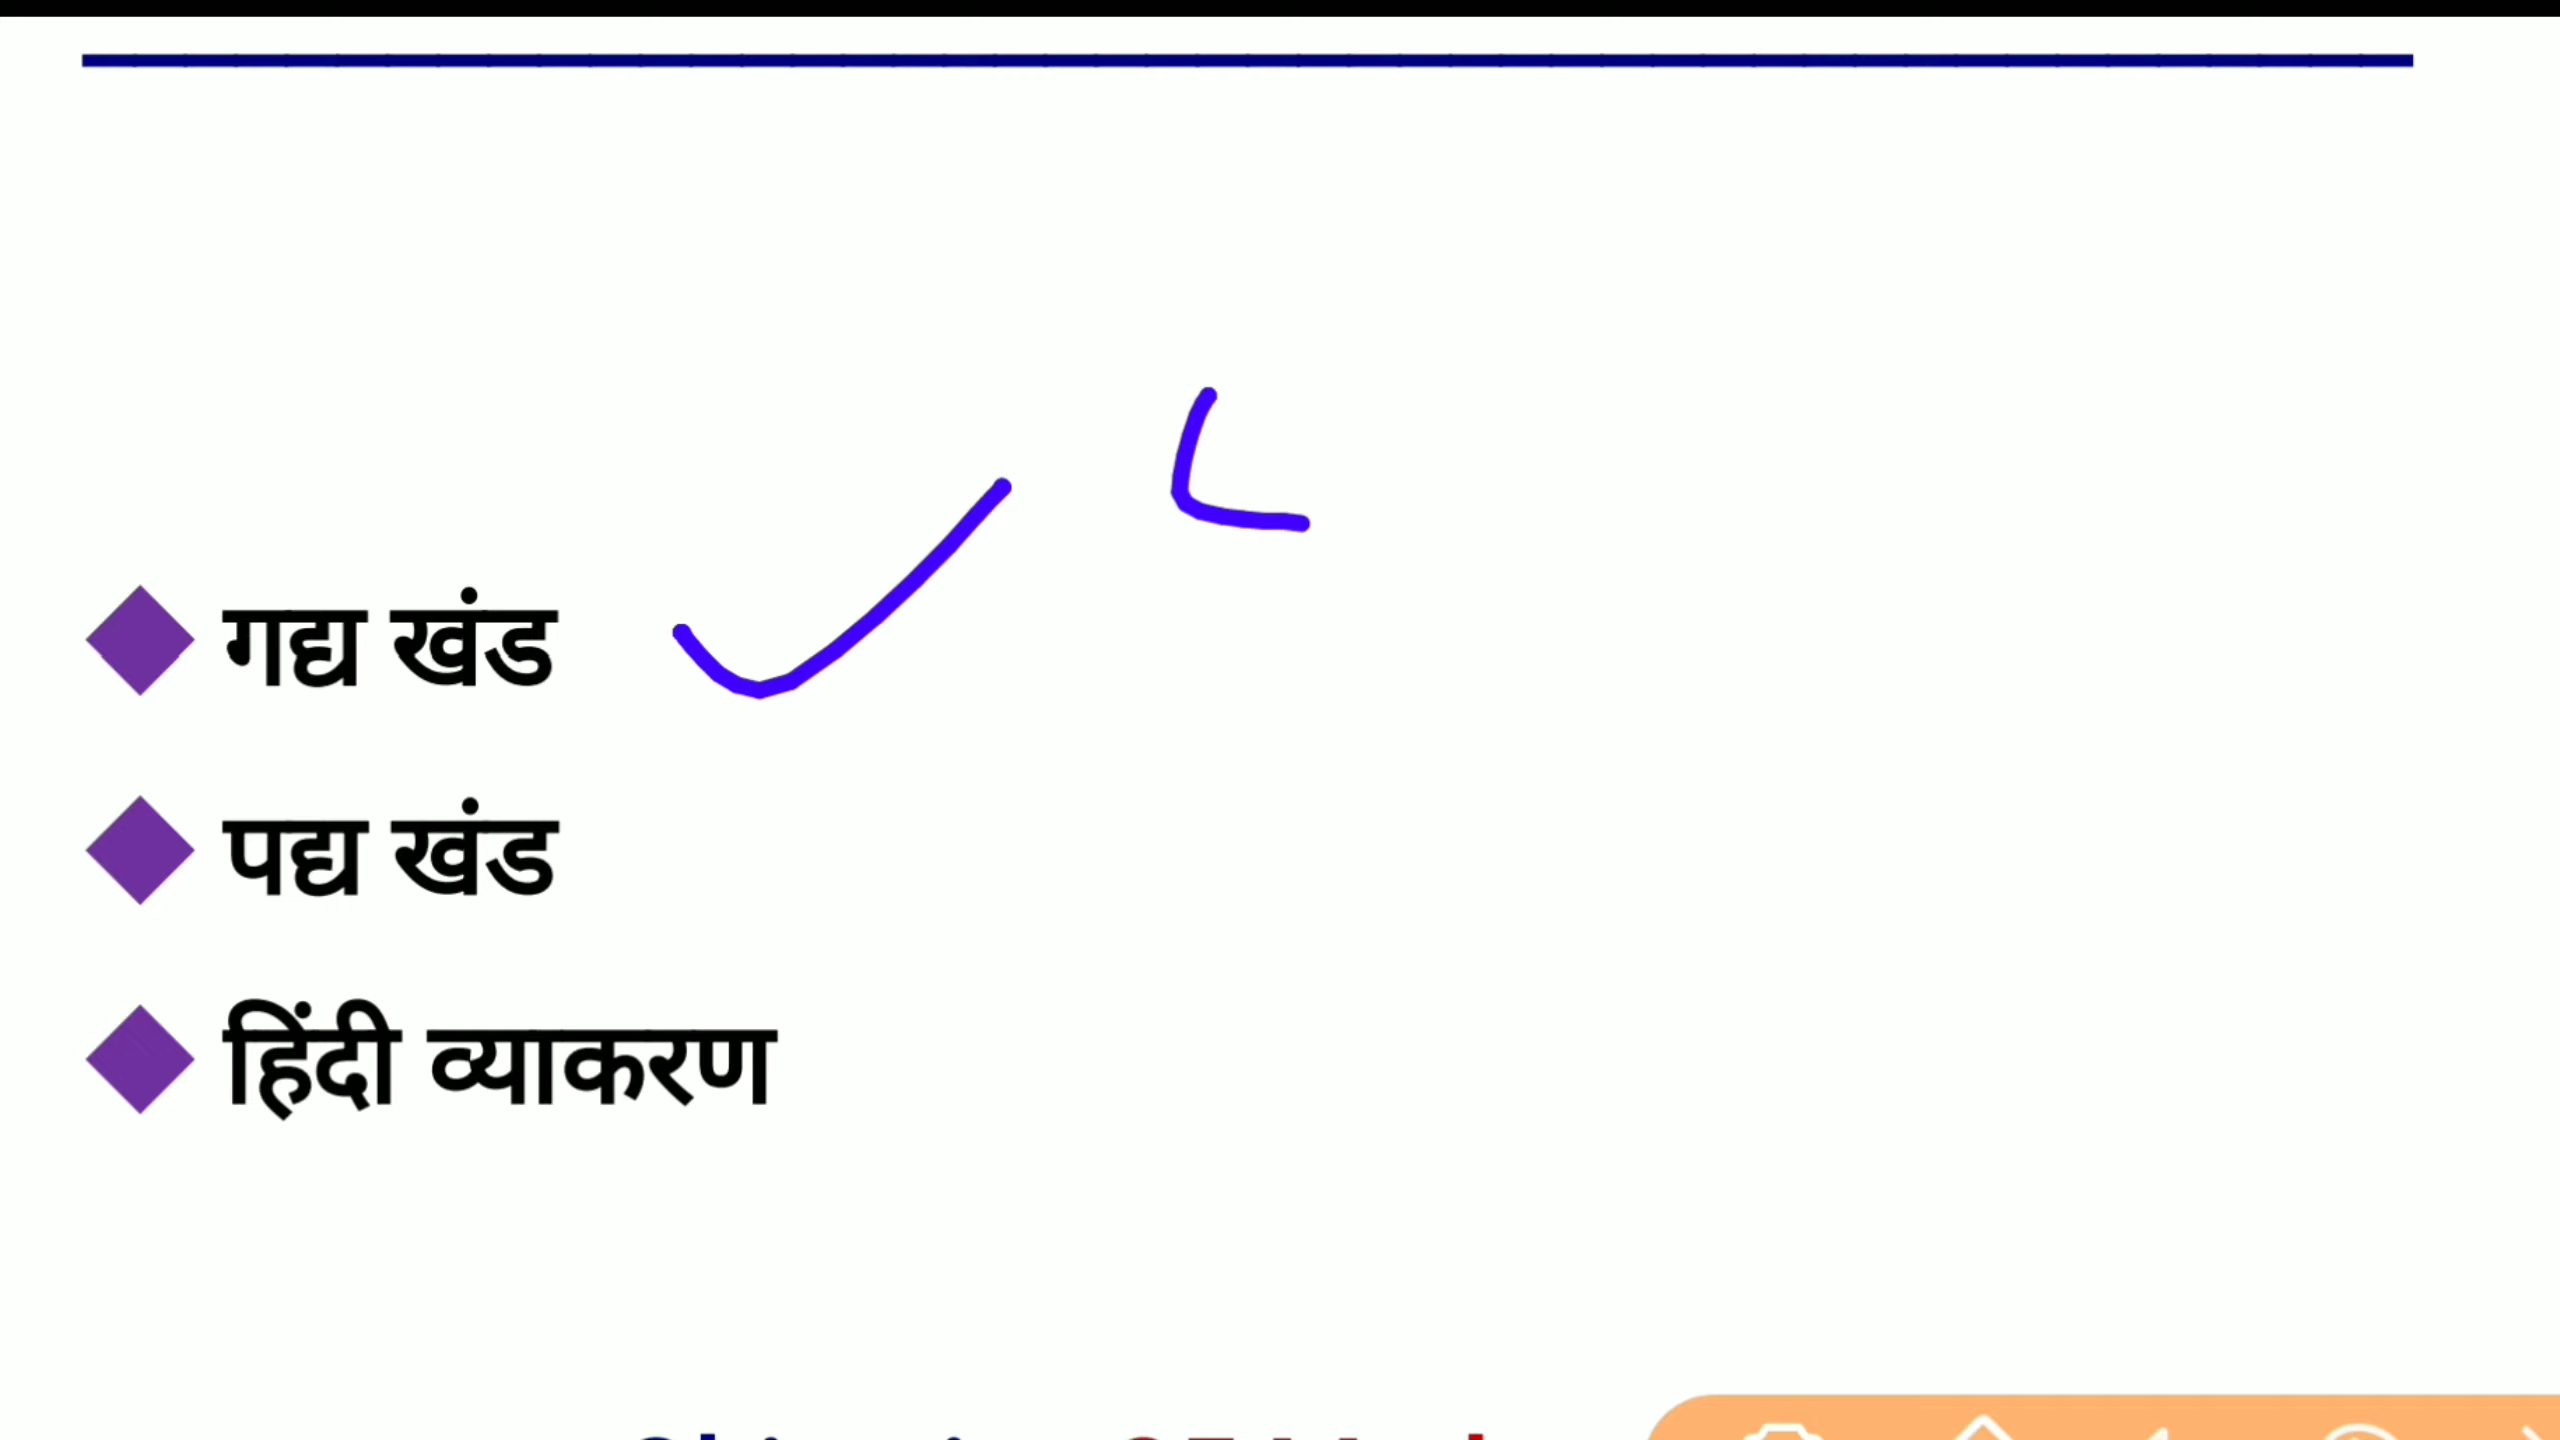 गद्य खंड
पद्य खंड
हिंदी व्याकरण